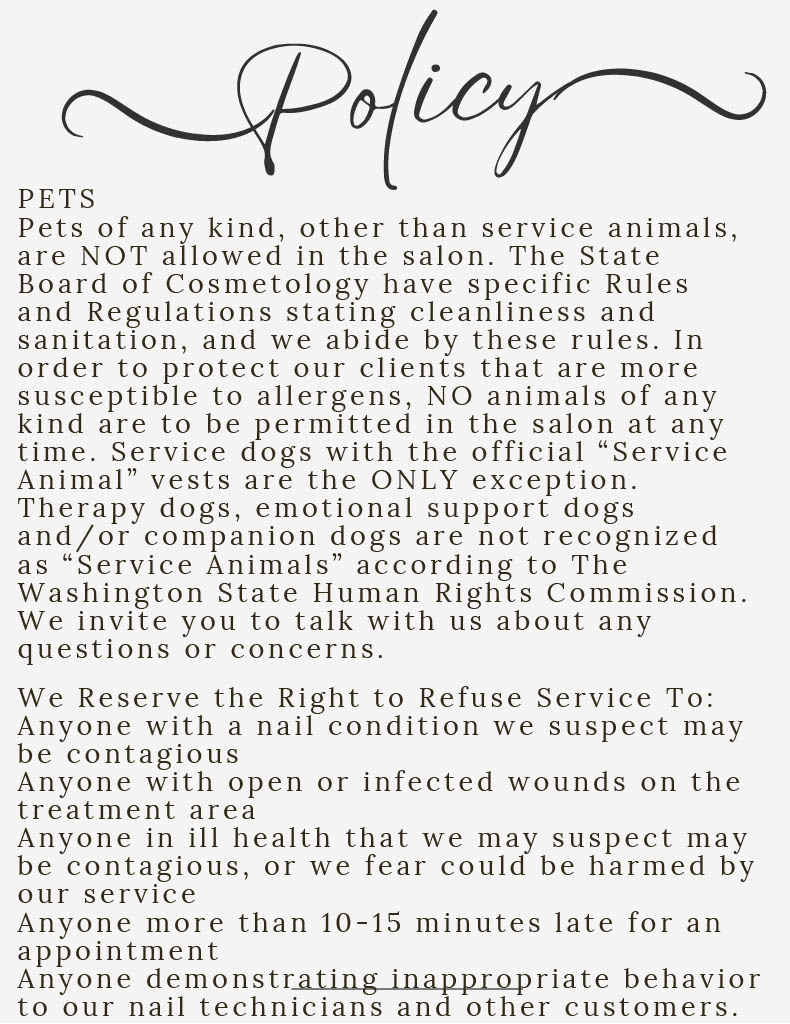 Policy
PETS
Pets of any kind, other than service animals,
are NOT allowed in the salon. The State
Board of Cosmetology have specific Rules
and Regulations stating cleanliness and
sanitation, and we abide by these rules. In
order to protect our clients that are more
susceptible to allergens, NO animals of any
kind are to be permitted in the salon at any
time. Service dogs with the official “Service
Animal” vests are the ONLY exception.
Therapy dogs, emotional support dogs
and/or companion dogs are not recognized
as “Service Animals” according to The
Washington State Human Rights Commission.
We invite you to talk with us about any
questions or concerns.
We Reserve the Right to Refuse Service To:
Anyone with a nail condition we suspect may
be contagious
Anyone with open or infected wounds on the
treatment area
Anyone in ill health that we may suspect may
be contagious, or we fear could be harmed by
our service
Anyone more than 10-15 minutes late for an
appointment
Anyone demonstrating inappropriate behavior
to our nail technicians and other customers.